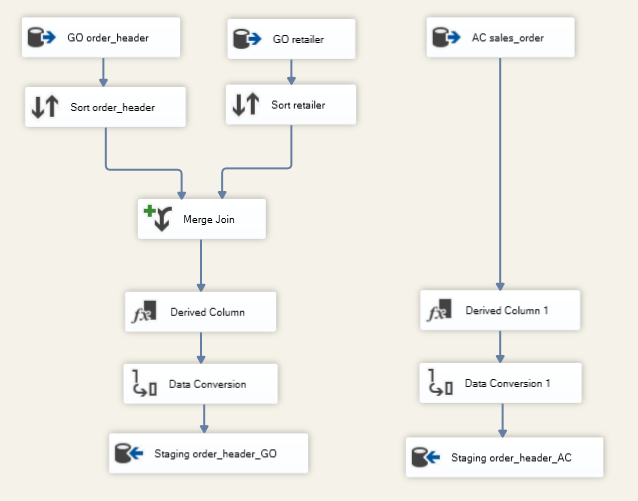 GO order_header
GO retailer
AC sales_order
Sort order_header
Sort retailer
Merge Join
Derived Column
Derived Column 1
Data Conversion
Data Conversion 1
Staging order_header_GO
Staging order_header_AC